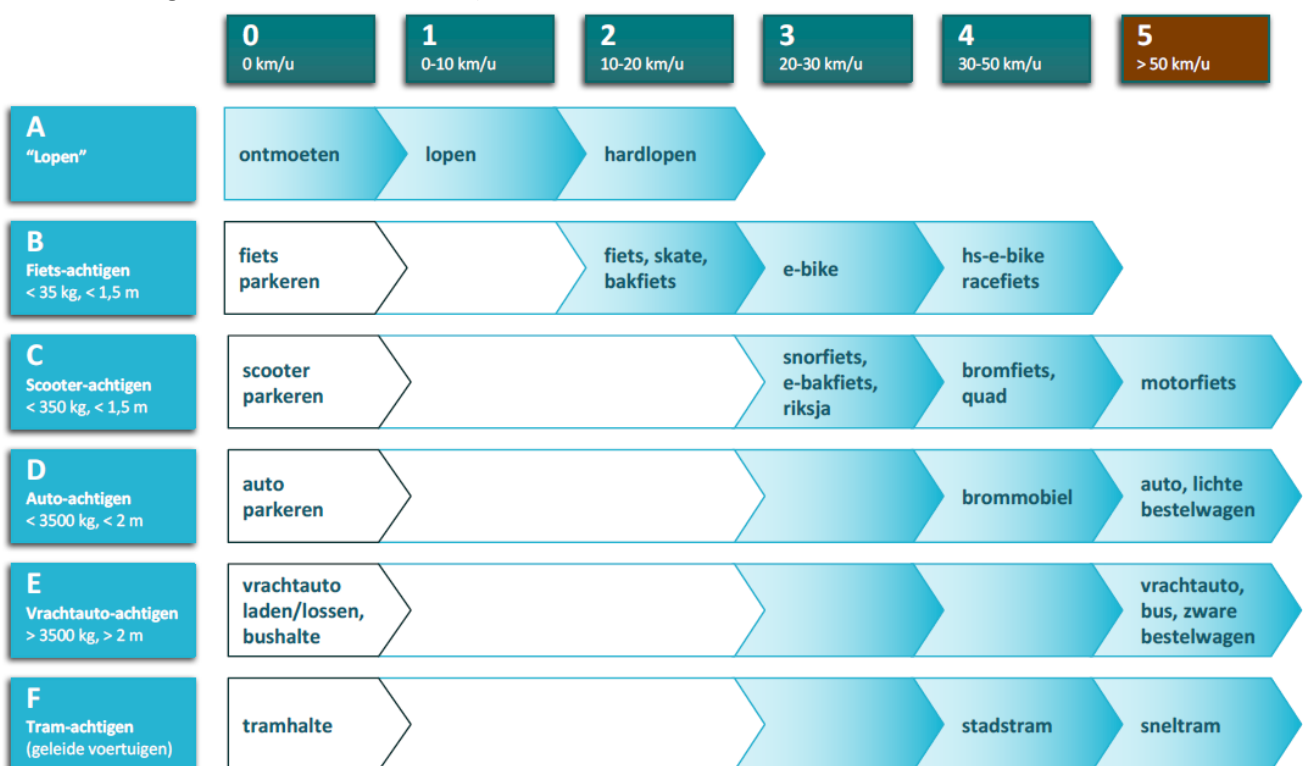 0
0 km/u
1
0-10 km/u
2
10-20 km/u
3
20-30 km/u
4
30-50 km/u
5
> 50 km/u
A
“Lopen”
ontmoeten
lopen
hardlopen
B
Fiets-achtigen
< 35 kg, < 1,5 m
fiets
parkeren
fiets, skate,
bakfiets
e-bike
hs-e-bike
racefiets
C
Scooter-achtigen
< 350 kg, < 1,5 m
scooter
parkeren
snorfiets,
e-bakfiets,
riksja
bromfiets,
quad
motorfiets
D
Auto-achtigen
< 3500 kg, < 2 m
auto
parkeren
brommobiel
auto, lichte
bestelwagen
E
Vrachtauto-achtigen
> 3500 kg, > 2 m
vrachtauto
laden/lossen,
bushalte
vrachtauto,
bus, zware
bestelwagen
F
Tram-achtigen
(geleide voertuigen)
tramhalte
stadstram
sneltram